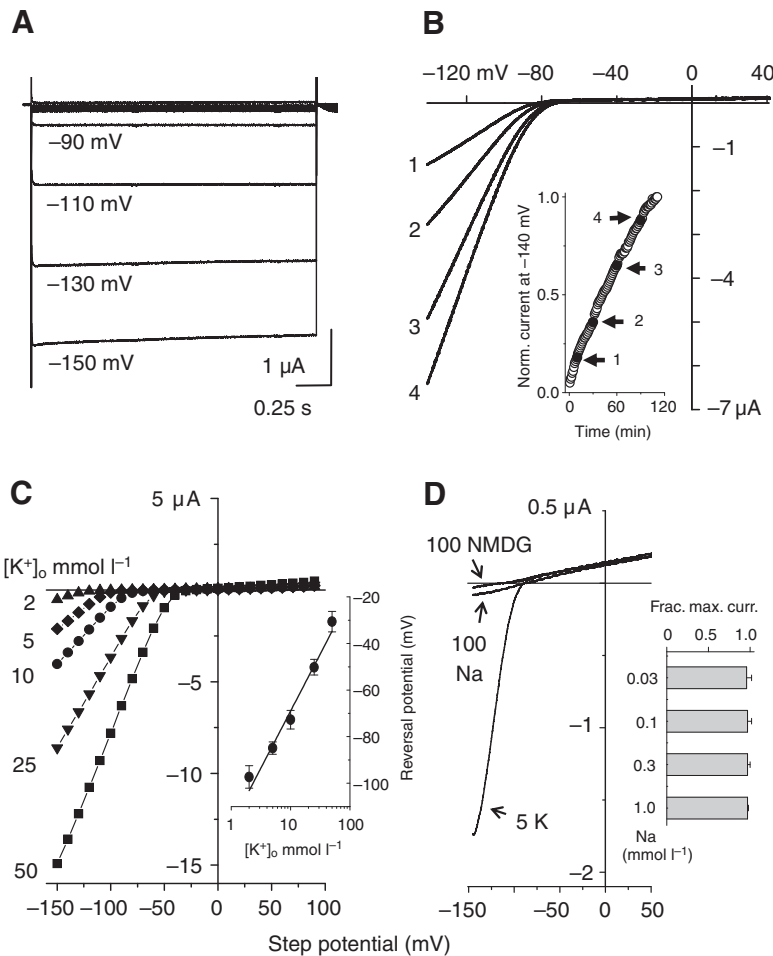 A
−90 mV
−110 mV
−130 mV
−150 mV
1 µA
0.25 s
B
−120 mV −80 −40 0 40
−1
−4
−7 µA
1
2
3
4
Norm. current at −140 mV
1.0
0.5
0.0
4
3
2
1
0 60 120
Time (min)
C
5 µA
[K+]o mmol l−1
2
5
10
25
50
−5
−10
−15
−150 −100 −50 0 50 100
−20
−40
−60
−80
−100
Reversal potential (mV)
1 10 100
[K+]o mmol l−1
D
0.5 µA
100 NMDG
100
Na
5 K
−1
−2
−150 −50 0 50
Frac. max. curr.
0 0.5 1.0
0.03
0.1
0.3
1.0
Na
(mmol l−1)
Step potential (mV)